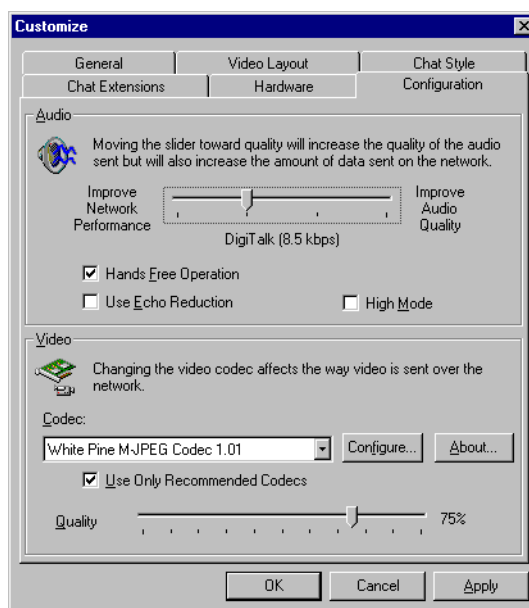 Customize
General
Video Layout
Chat Style
Chat Extensions
Hardware
Configuration
Audio
Moving the slider toward quality will increase the quality of the audio
sent but will also increase the amount of data sent on the network.
Improve
Network
Performance
Improve
Audio
Quality
DigiTalk (8.5 kbps)
Hands Free Operation
Use Echo Reduction
High Mode
Video
Changing the video codec affects the way video is sent over the
network.
Codec:
White Pine M-JPEG Codec 1.01
Configure...
About...
Use Only Recommended Codecs
Quality
75%
OK
Cancel
Apply